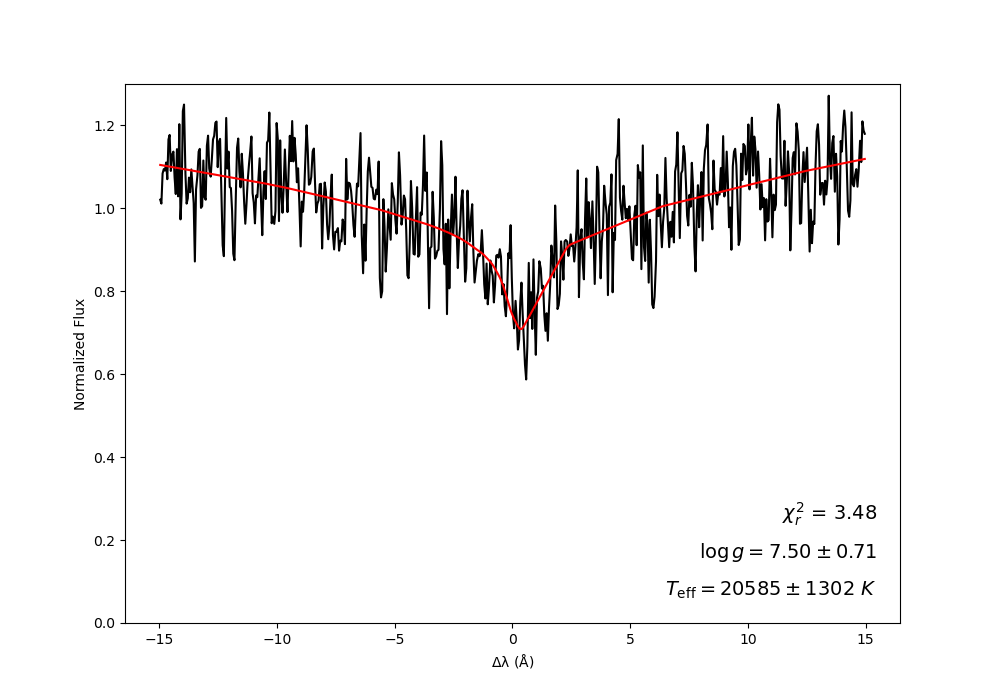 1.2
1.0
0.8
0.6
0.4
0.2
0.0
Normalized Flux
χ²ᵣ = 3.48
log g = 7.50 ± 0.71
T_eff = 20585 ± 1302 K
−15 −10 −5 0 5 10 15
Δλ (Å)